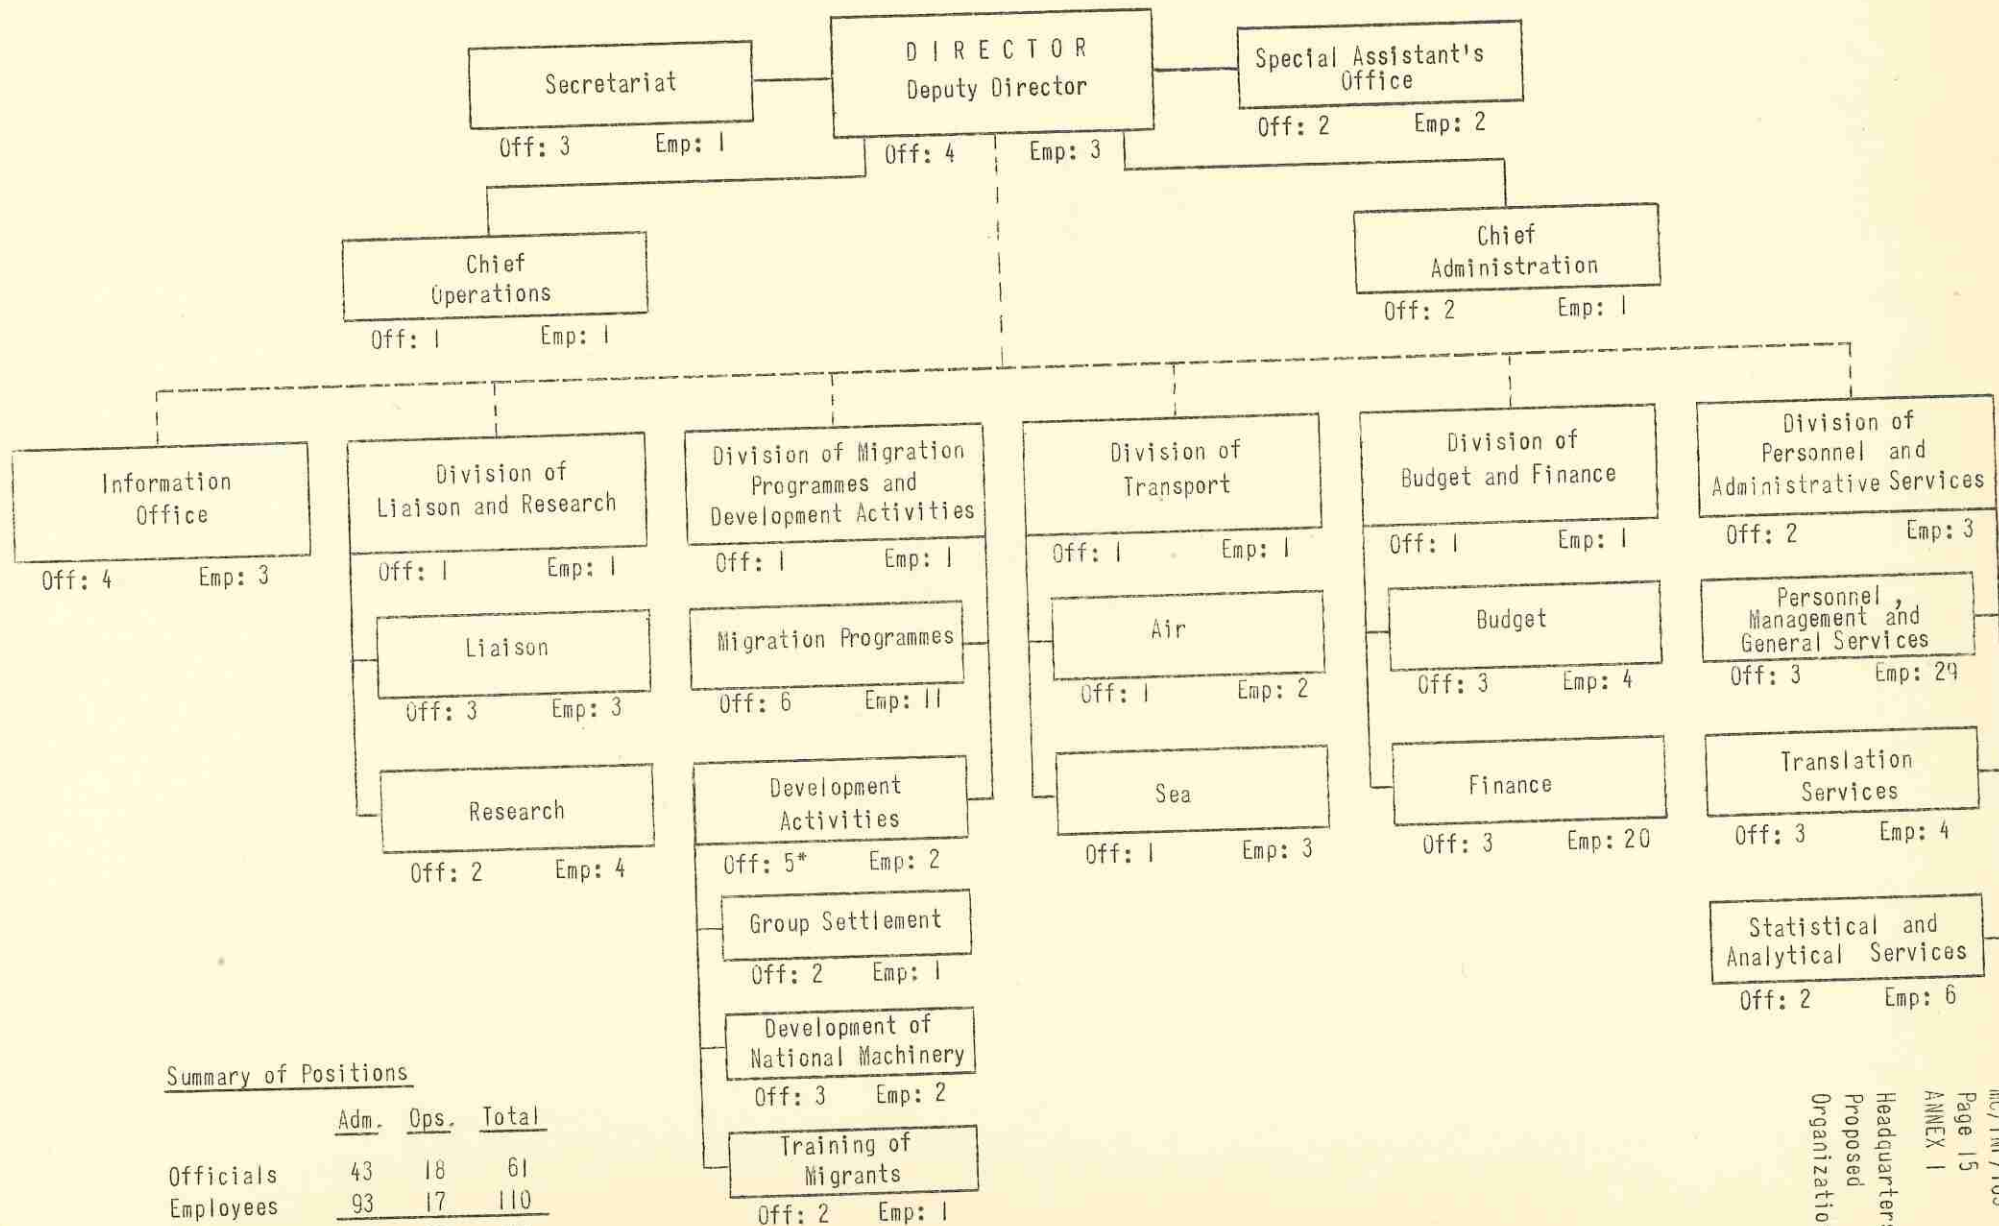 DIRECTOR
Deputy Director
Off: 4 Emp: 3
Secretariat
Off: 3 Emp: 1
Special Assistant's
Office
Off: 2 Emp: 2
Chief
Operations
Off: 1 Emp: 1
Chief
Administration
Off: 2 Emp: 1
Information
Office
Off: 4 Emp: 3
Division of
Liaison and Research
Off: 1 Emp: 1
Liaison
Off: 3 Emp: 3
Research
Off: 2 Emp: 4
Division of Migration
Programmes and
Development Activities
Off: 1 Emp: 1
Migration Programmes
Off: 6 Emp: 11
Development
Activities
Off: 5* Emp: 2
Group Settlement
Off: 2 Emp: 1
Development of
National Machinery
Off: 3 Emp: 2
Training of
Migrants
Off: 2 Emp: 1
Division of
Transport
Off: 1 Emp: 1
Air
Off: 1 Emp: 2
Sea
Off: 1 Emp: 3
Division of
Budget and Finance
Off: 1 Emp: 1
Budget
Off: 3 Emp: 4
Finance
Off: 3 Emp: 20
Division of
Personnel and
Administrative Services
Off: 2 Emp: 3
Personnel,
Management and
General Services
Off: 3 Emp: 29
Translation
Services
Off: 3 Emp: 4
Statistical and
Analytical Services
Off: 2 Emp: 6
Summary of Positions
Adm. Ops. Total
Officials 43 18 61
Employees 93 17 110
Page 15
ANNEX I
Headquarters
Proposed
Organizatio